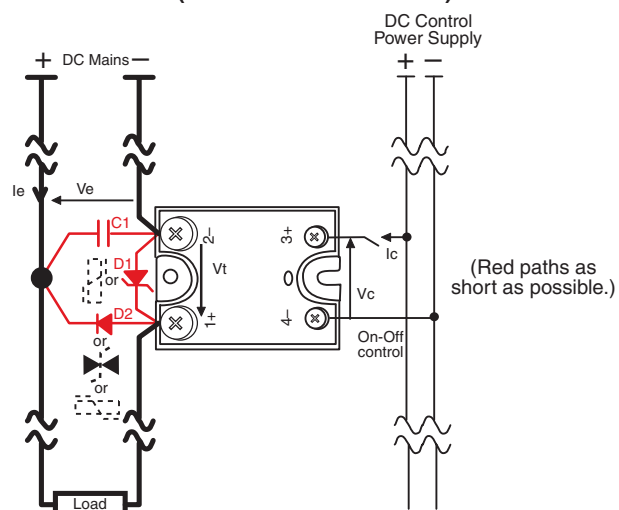 DC Control
Power Supply
+ DC Mains −
+ −
Ie
Ve
C1
2−
3+
Ic
D1
or
Vt
Vc
(Red paths as
short as possible.)
D2
1+
4−
On-Off
control
or
or
Load